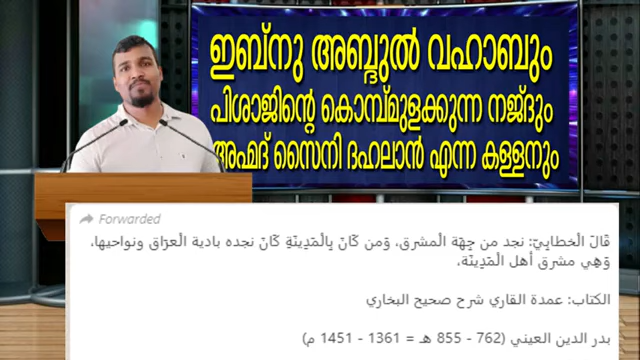 ഇബ്നു അബ്ദുൽ വഹാബും
പിശാജിന്റെ കൊമ്പ്മുളക്കുന്ന നജ്ദും
അഹ്മദ് സൈനി ദഹലാൻ എന്ന കള്ളനും
Forwarded
قَالَ الْخطابِيّ: نجد من جِهَة الْمشرق، وَمن كَانَ بِالْمَدِينَةِ كَانَ نجده بادية الْعرَاق ونواحيها،
وَهِي مشرق أهل الْمَدِينَة،
الكتاب: عمدة القاري شرح صحيح البخاري
بدر الدين العيني (762 - 855 هـ = 1361 - 1451 م)